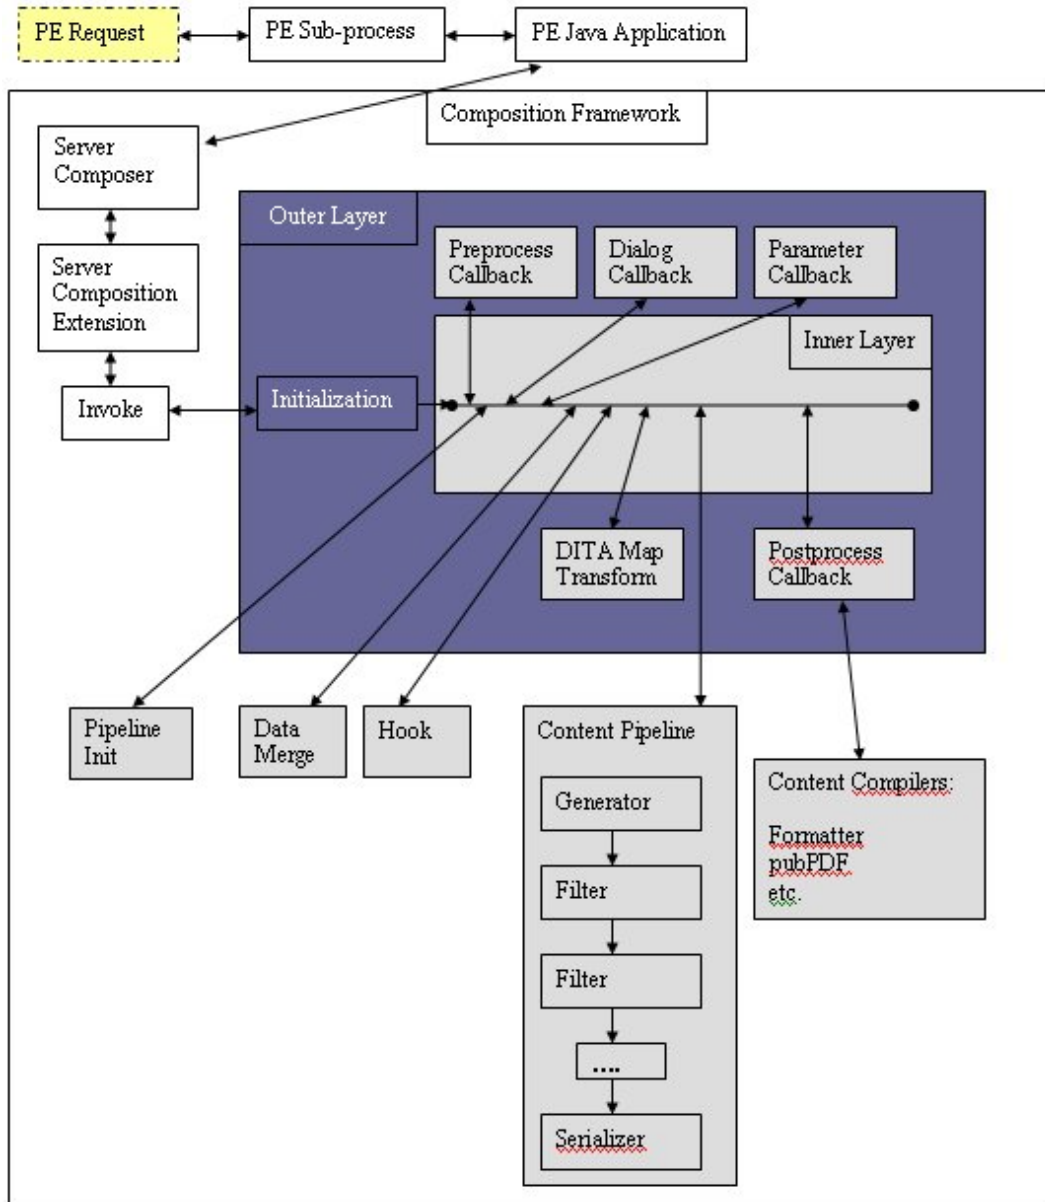 PE Request
PE Sub-process
PE Java Application
Composition Framework
Server
Composer
Outer Layer
Preprocess
Callback
Dialog
Callback
Parameter
Callback
Server
Composition
Extension
Inner Layer
Initialization
Invoke
DITA Map
Transform
Postprocess
Callback
Pipeline
Init
Data
Merge
Hook
Content Pipeline
Generator
Filter
Filter
....
Serializer
Content Compilers:
Formatter
pubPDF
etc.